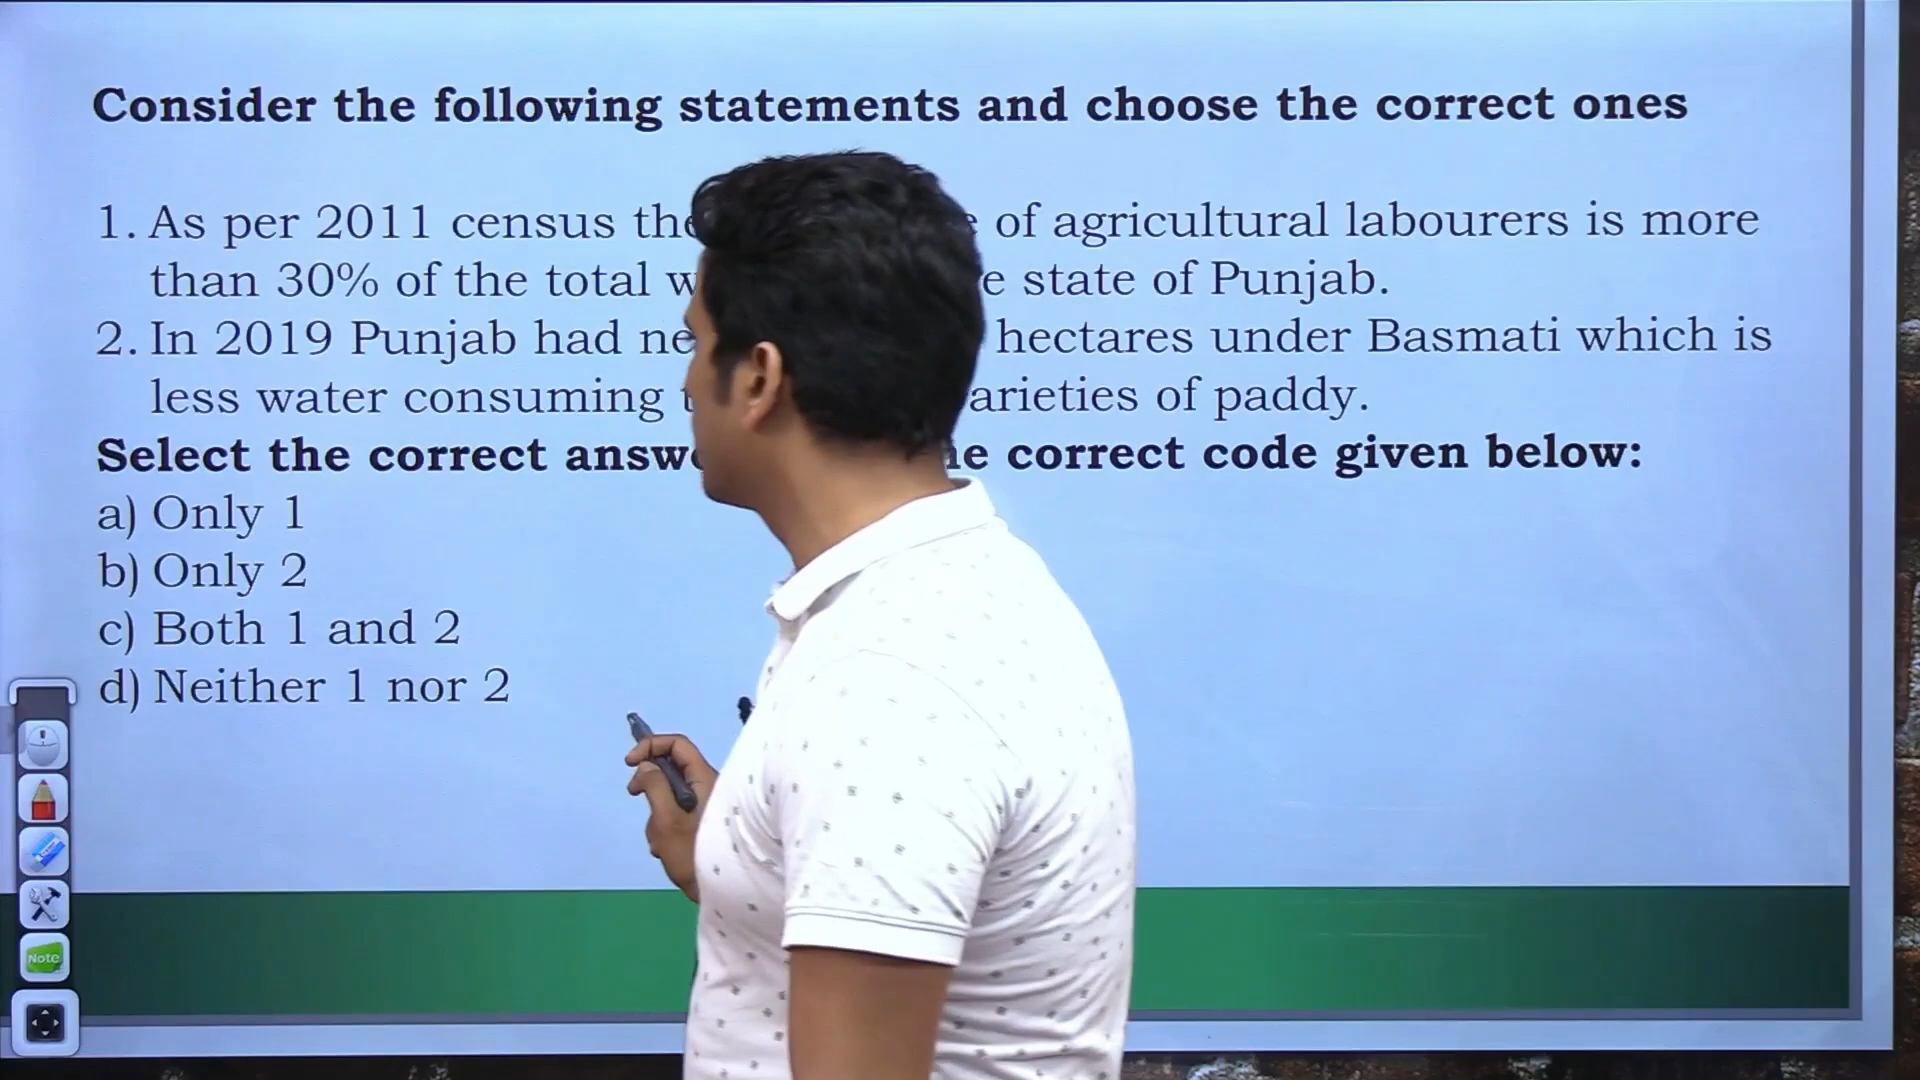 Consider the following statements and choose the correct ones
1. As per 2011 census the of agricultural labourers is more
than 30% of the total state of Punjab.
2. In 2019 Punjab had hectares under Basmati which is
less water consuming of paddy.
Select the correct correct code given below:
a) Only 1
b) Only 2
c) Both 1 and 2
d) Neither 1 nor 2
Note